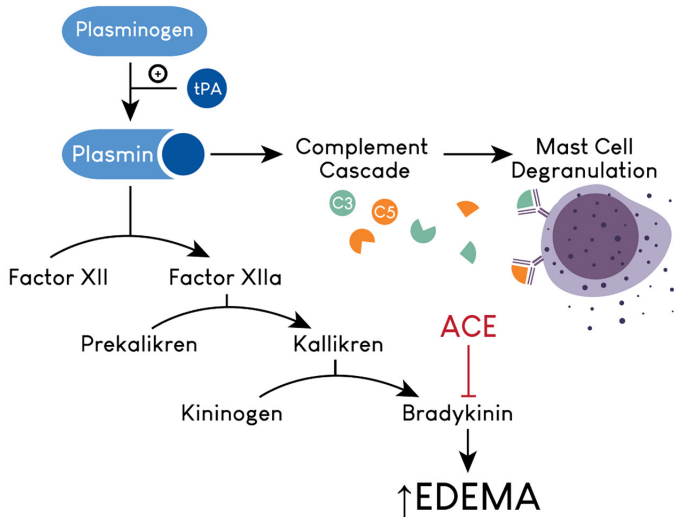 Plasminogen
+
tPA
Plasmin
Complement
Cascade
Mast Cell
Degranulation
C3
C5
Factor XII
Factor XIIa
Prekalikren
Kallikren
ACE
Kininogen
Bradykinin
↑EDEMA